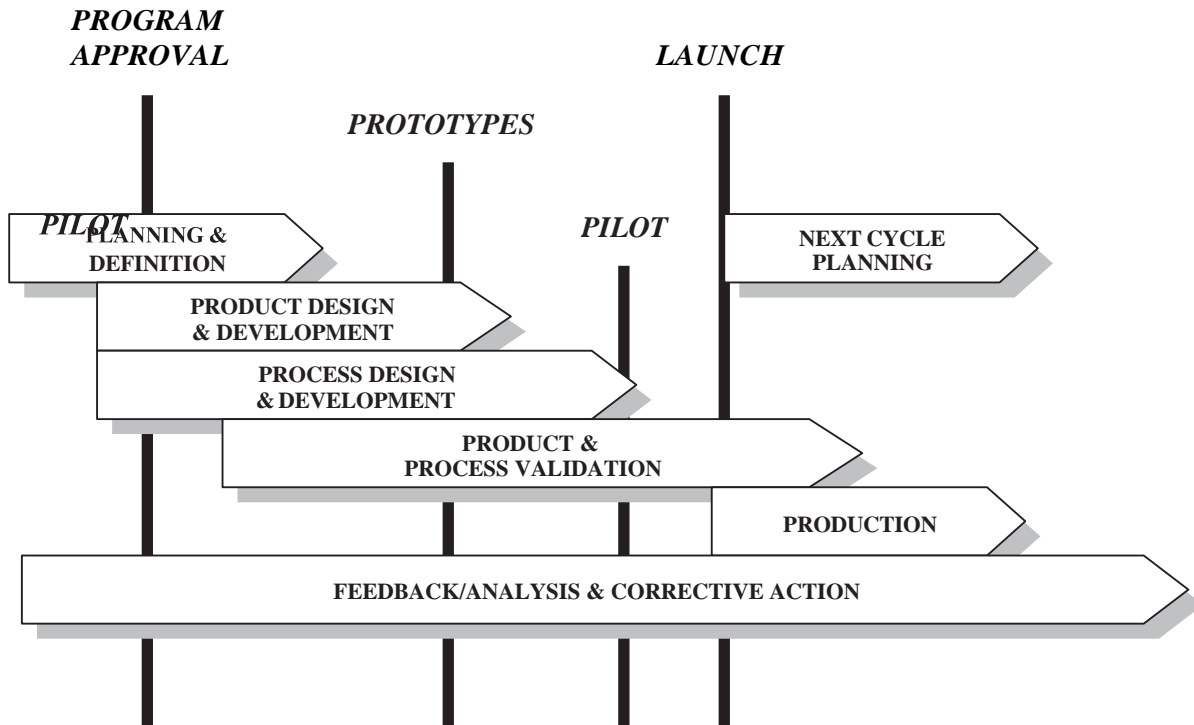 PROGRAM
APPROVAL
LAUNCH
PROTOTYPES
PILOT
PLANNING &
DEFINITION
PILOT
NEXT CYCLE
PLANNING
PRODUCT DESIGN
& DEVELOPMENT
PROCESS DESIGN
& DEVELOPMENT
PRODUCT &
PROCESS VALIDATION
PRODUCTION
FEEDBACK/ANALYSIS & CORRECTIVE ACTION